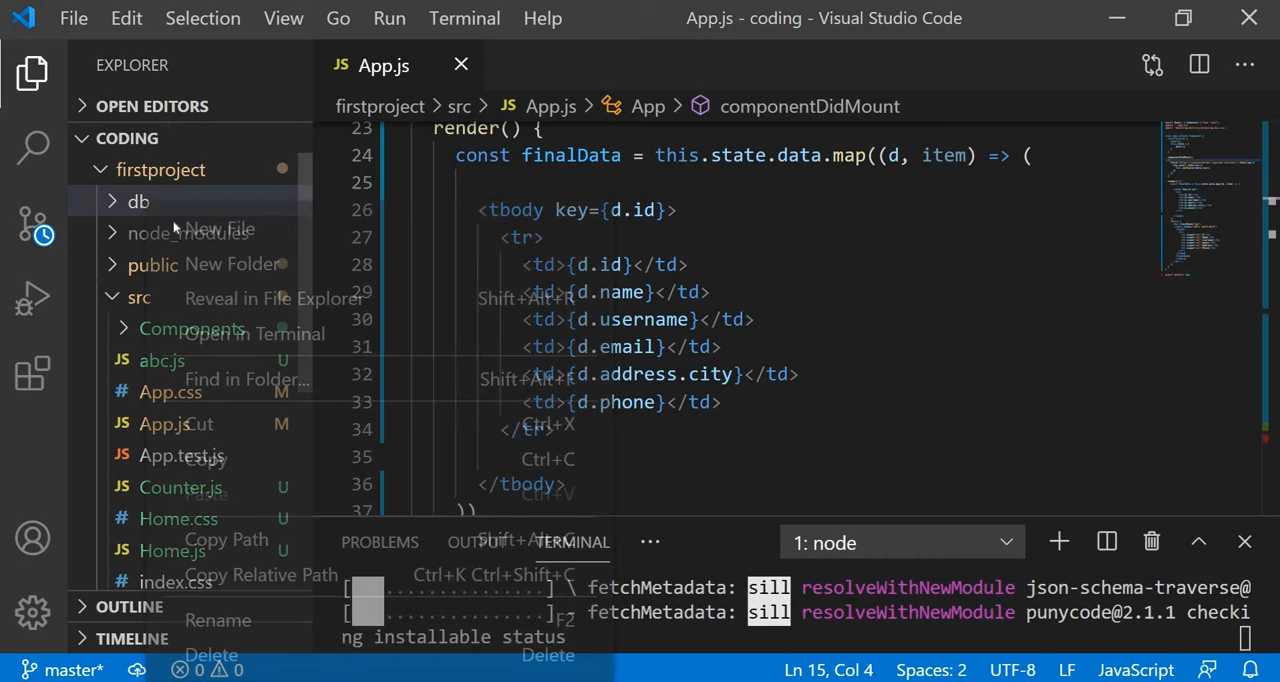 File Edit Selection View Go Run Terminal Help App.js - coding - Visual Studio Code
EXPLORER
OPEN EDITORS
CODING
firstproject
db
node_modules
public
src
Components
abc.js U
App.css M
App.js M
App.test.js
Counter.js U
Home.css U
Home.js U
index.css
OUTLINE
TIMELINE
New File
New Folder
Reveal in File Explorer Shift+Alt+R
Open in Terminal
Find in Folder... Shift+Alt+F
Cut Ctrl+X
Copy Ctrl+C
Paste Ctrl+V
Copy Path Shift+Alt+C
Copy Relative Path Ctrl+K Ctrl+Shift+C
Rename F2
Delete Delete
JS App.js
firstproject > src > JS App.js > App > componentDidMount
23 render() {
24 const finalData = this.state.data.map((d, item) => (
25
26 <tbody key={d.id}>
27 <tr>
28 <td>{d.id}</td>
29 <td>{d.name}</td>
30 <td>{d.username}</td>
31 <td>{d.email}</td>
32 <td>{d.address.city}</td>
33 <td>{d.phone}</td>
34 </tr>
35
36 </tbody>
37 ))
PROBLEMS OUTPUT TERMINAL ... 1: node
[ ..................] \ fetchMetadata: sill resolveWithNewModule json-schema-traverse@
[ ..................] - fetchMetadata: sill resolveWithNewModule punycode@2.1.1 checki
ng installable status
master* 0 0 Ln 15, Col 4 Spaces: 2 UTF-8 LF JavaScript